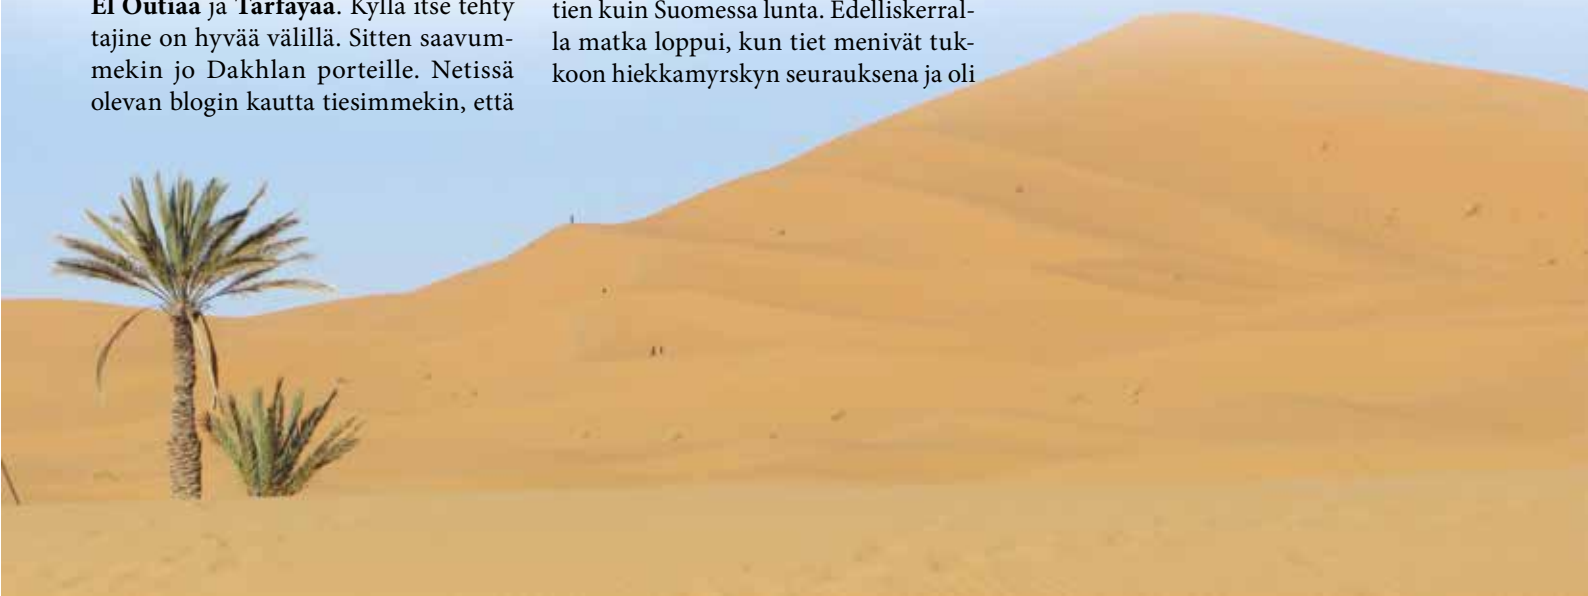 El Outiaa ja Tarfayaa. Kyllä itse tehty
tajine on hyvää välillä. Sitten saavum-
mekin jo Dakhlan porteille. Netissä
olevan blogin kautta tiesimmekin, että
tien kuin Suomessa lunta. Edelliskerral-
la matka loppui, kun tiet menivät tuk-
koon hiekkamyrskyn seurauksena ja oli